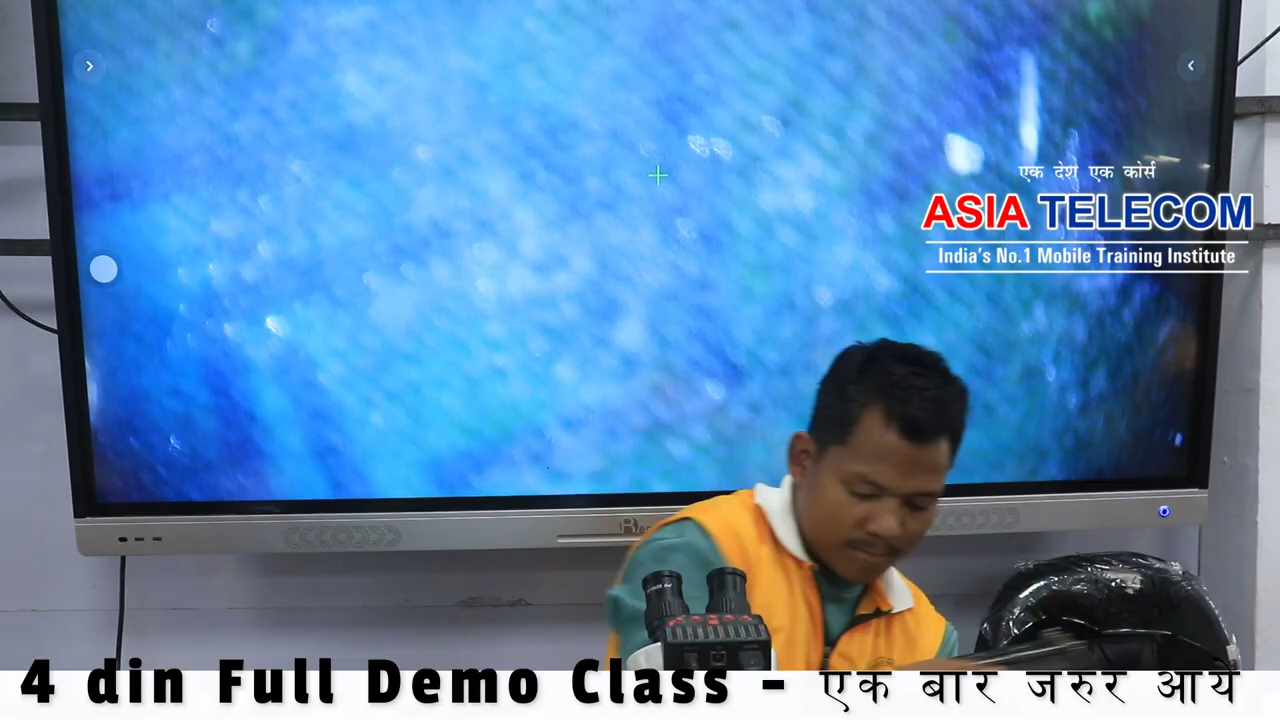 एक देश एक कोर्स
ASIA TELECOM
India's No.1 Mobile Training Institute
4 din Full Demo Class - एक बार जरुर आयें